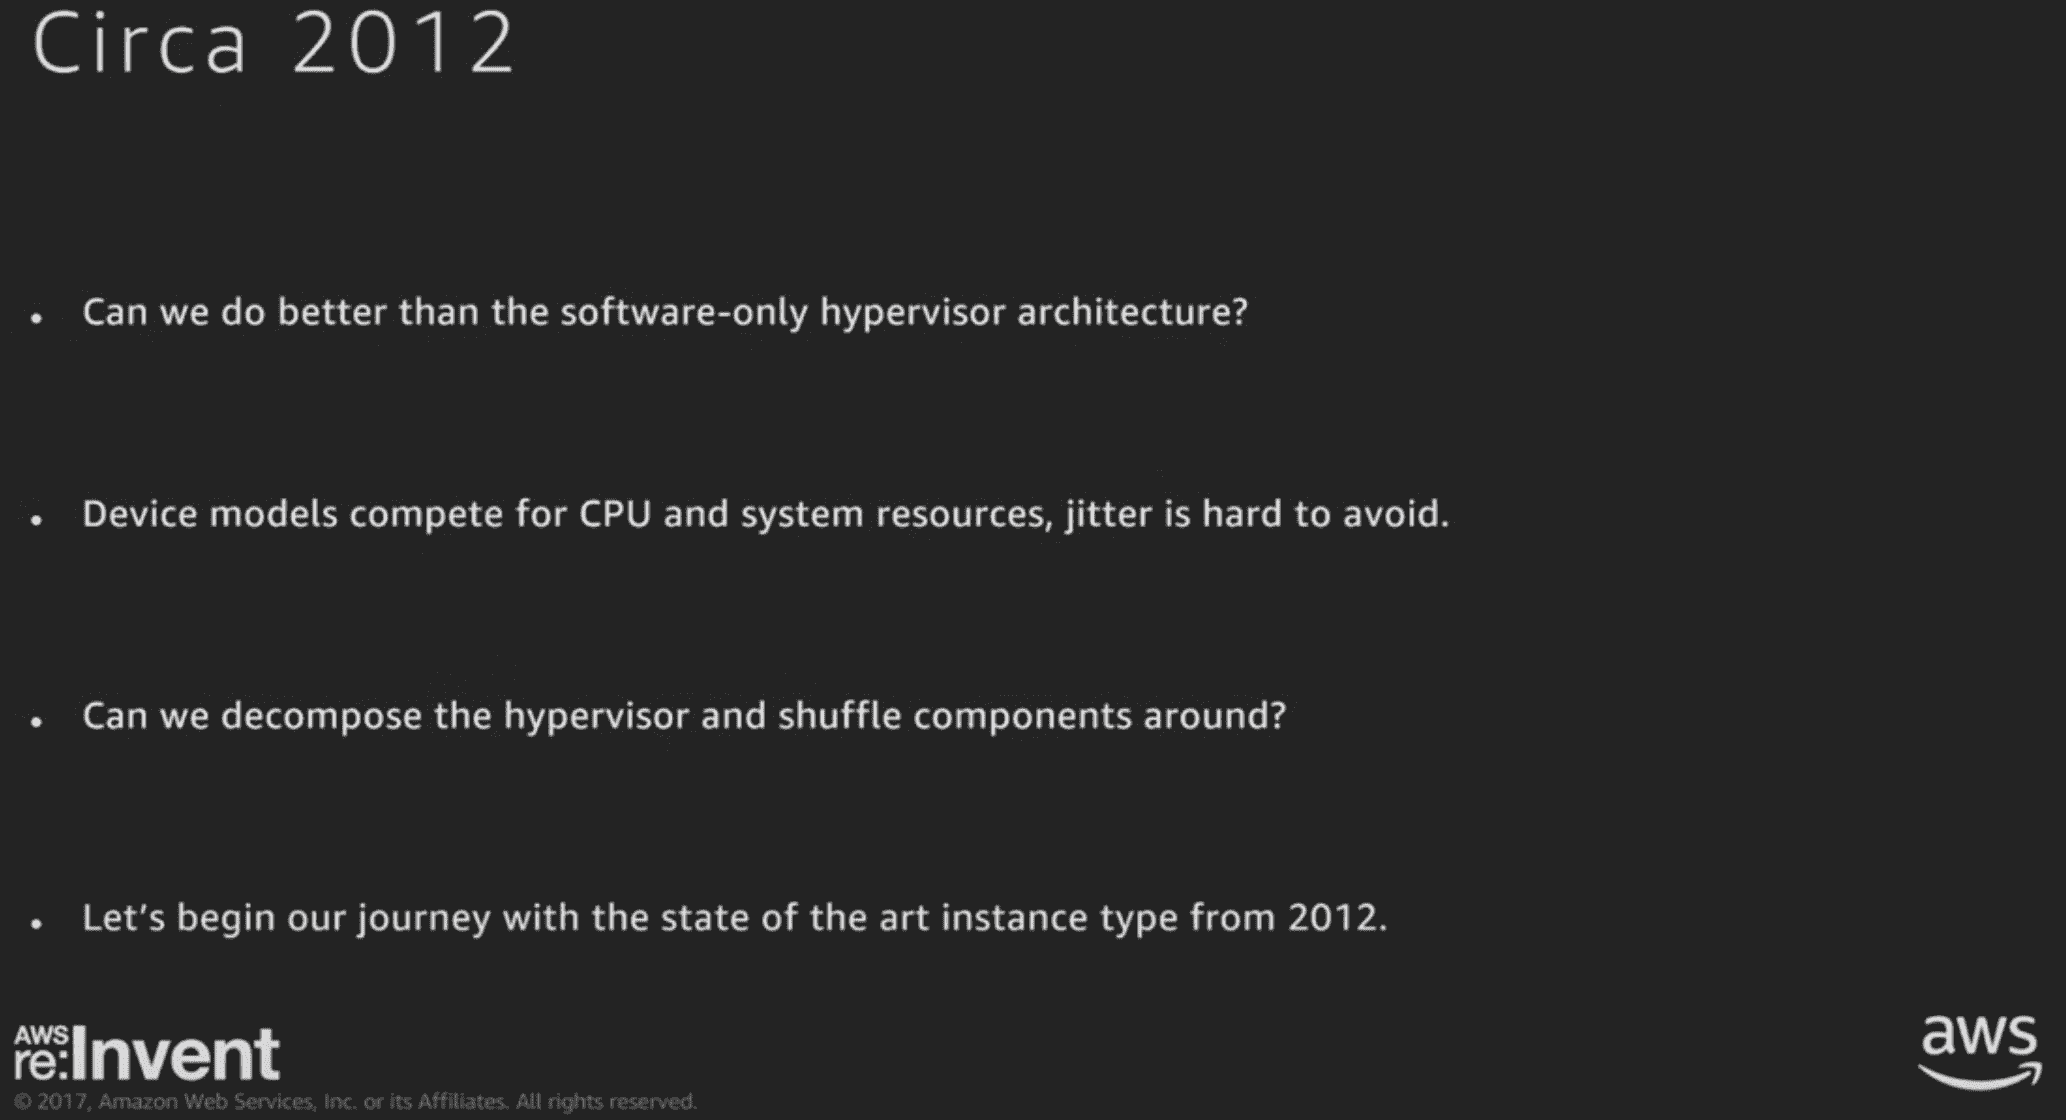 Circa 2012
• Can we do better than the software-only hypervisor architecture?
• Device models compete for CPU and system resources, jitter is hard to avoid.
• Can we decompose the hypervisor and shuffle components around?
• Let’s begin our journey with the state of the art instance type from 2012.
AWS
re:Invent
aws
© 2017, Amazon Web Services, Inc. or its Affiliates. All rights reserved.